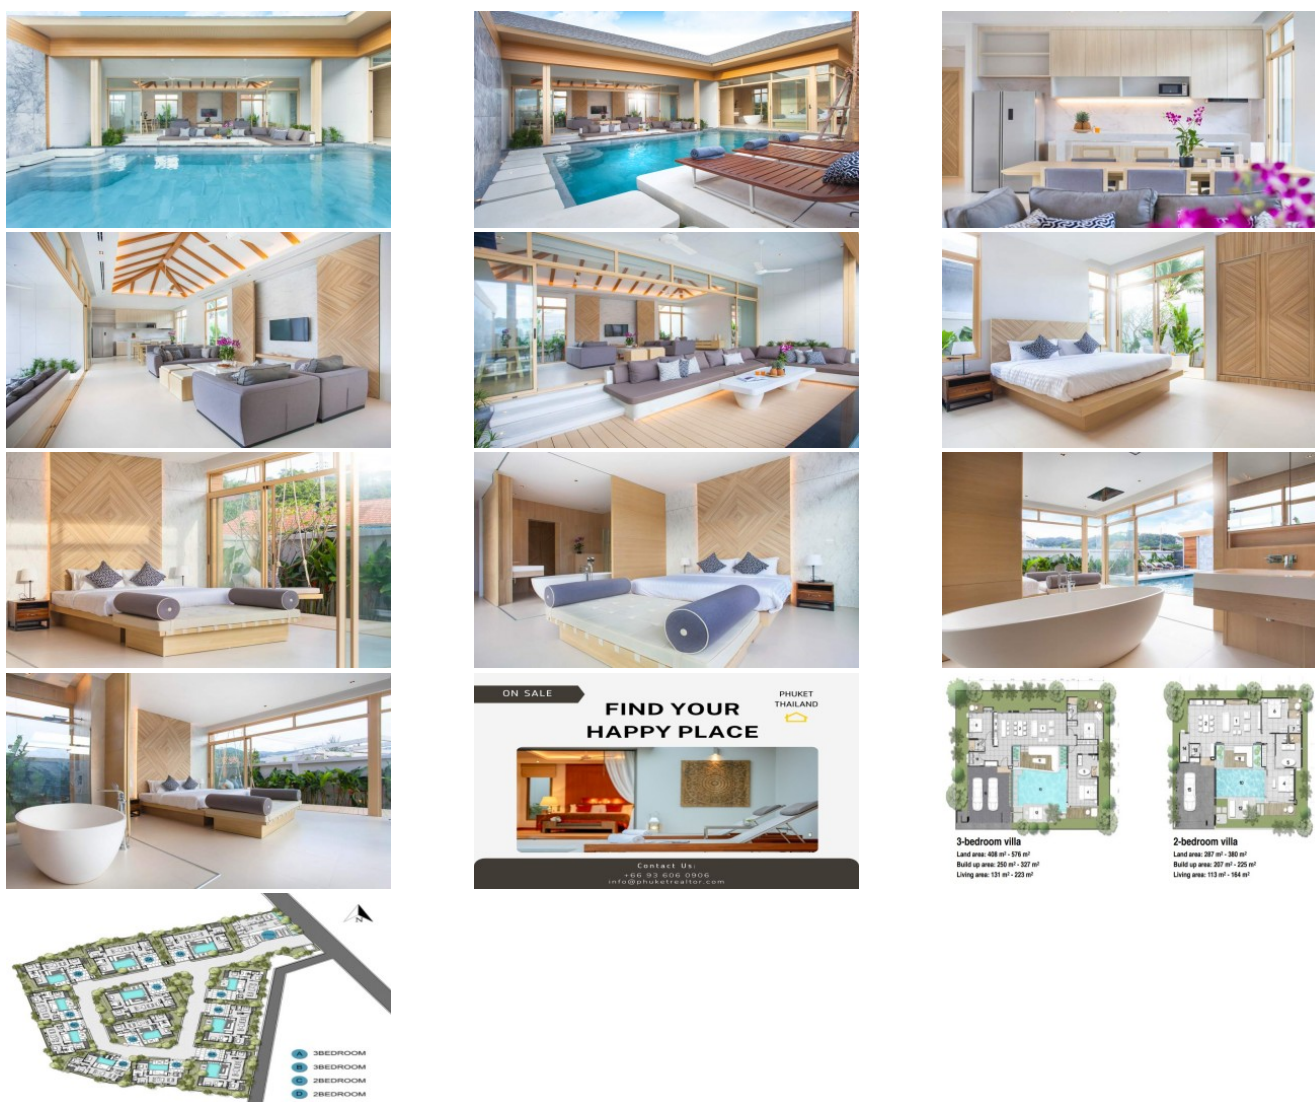 ON SALE
PHUKET
THAILAND
FIND YOUR
HAPPY PLACE
Contact Us:
+66 93 606 0906
info@phuketrealtor.com
3-bedroom villa
Land area: 408 m² - 576 m²
Build up area: 250 m² - 327 m²
Living area: 131 m² - 223 m²
2-bedroom villa
Land area: 287 m² - 380 m²
Build up area: 207 m² - 225 m²
Living area: 113 m² - 164 m²
N
A 3BEDROOM
B 3BEDROOM
C 2BEDROOM
D 2BEDROOM